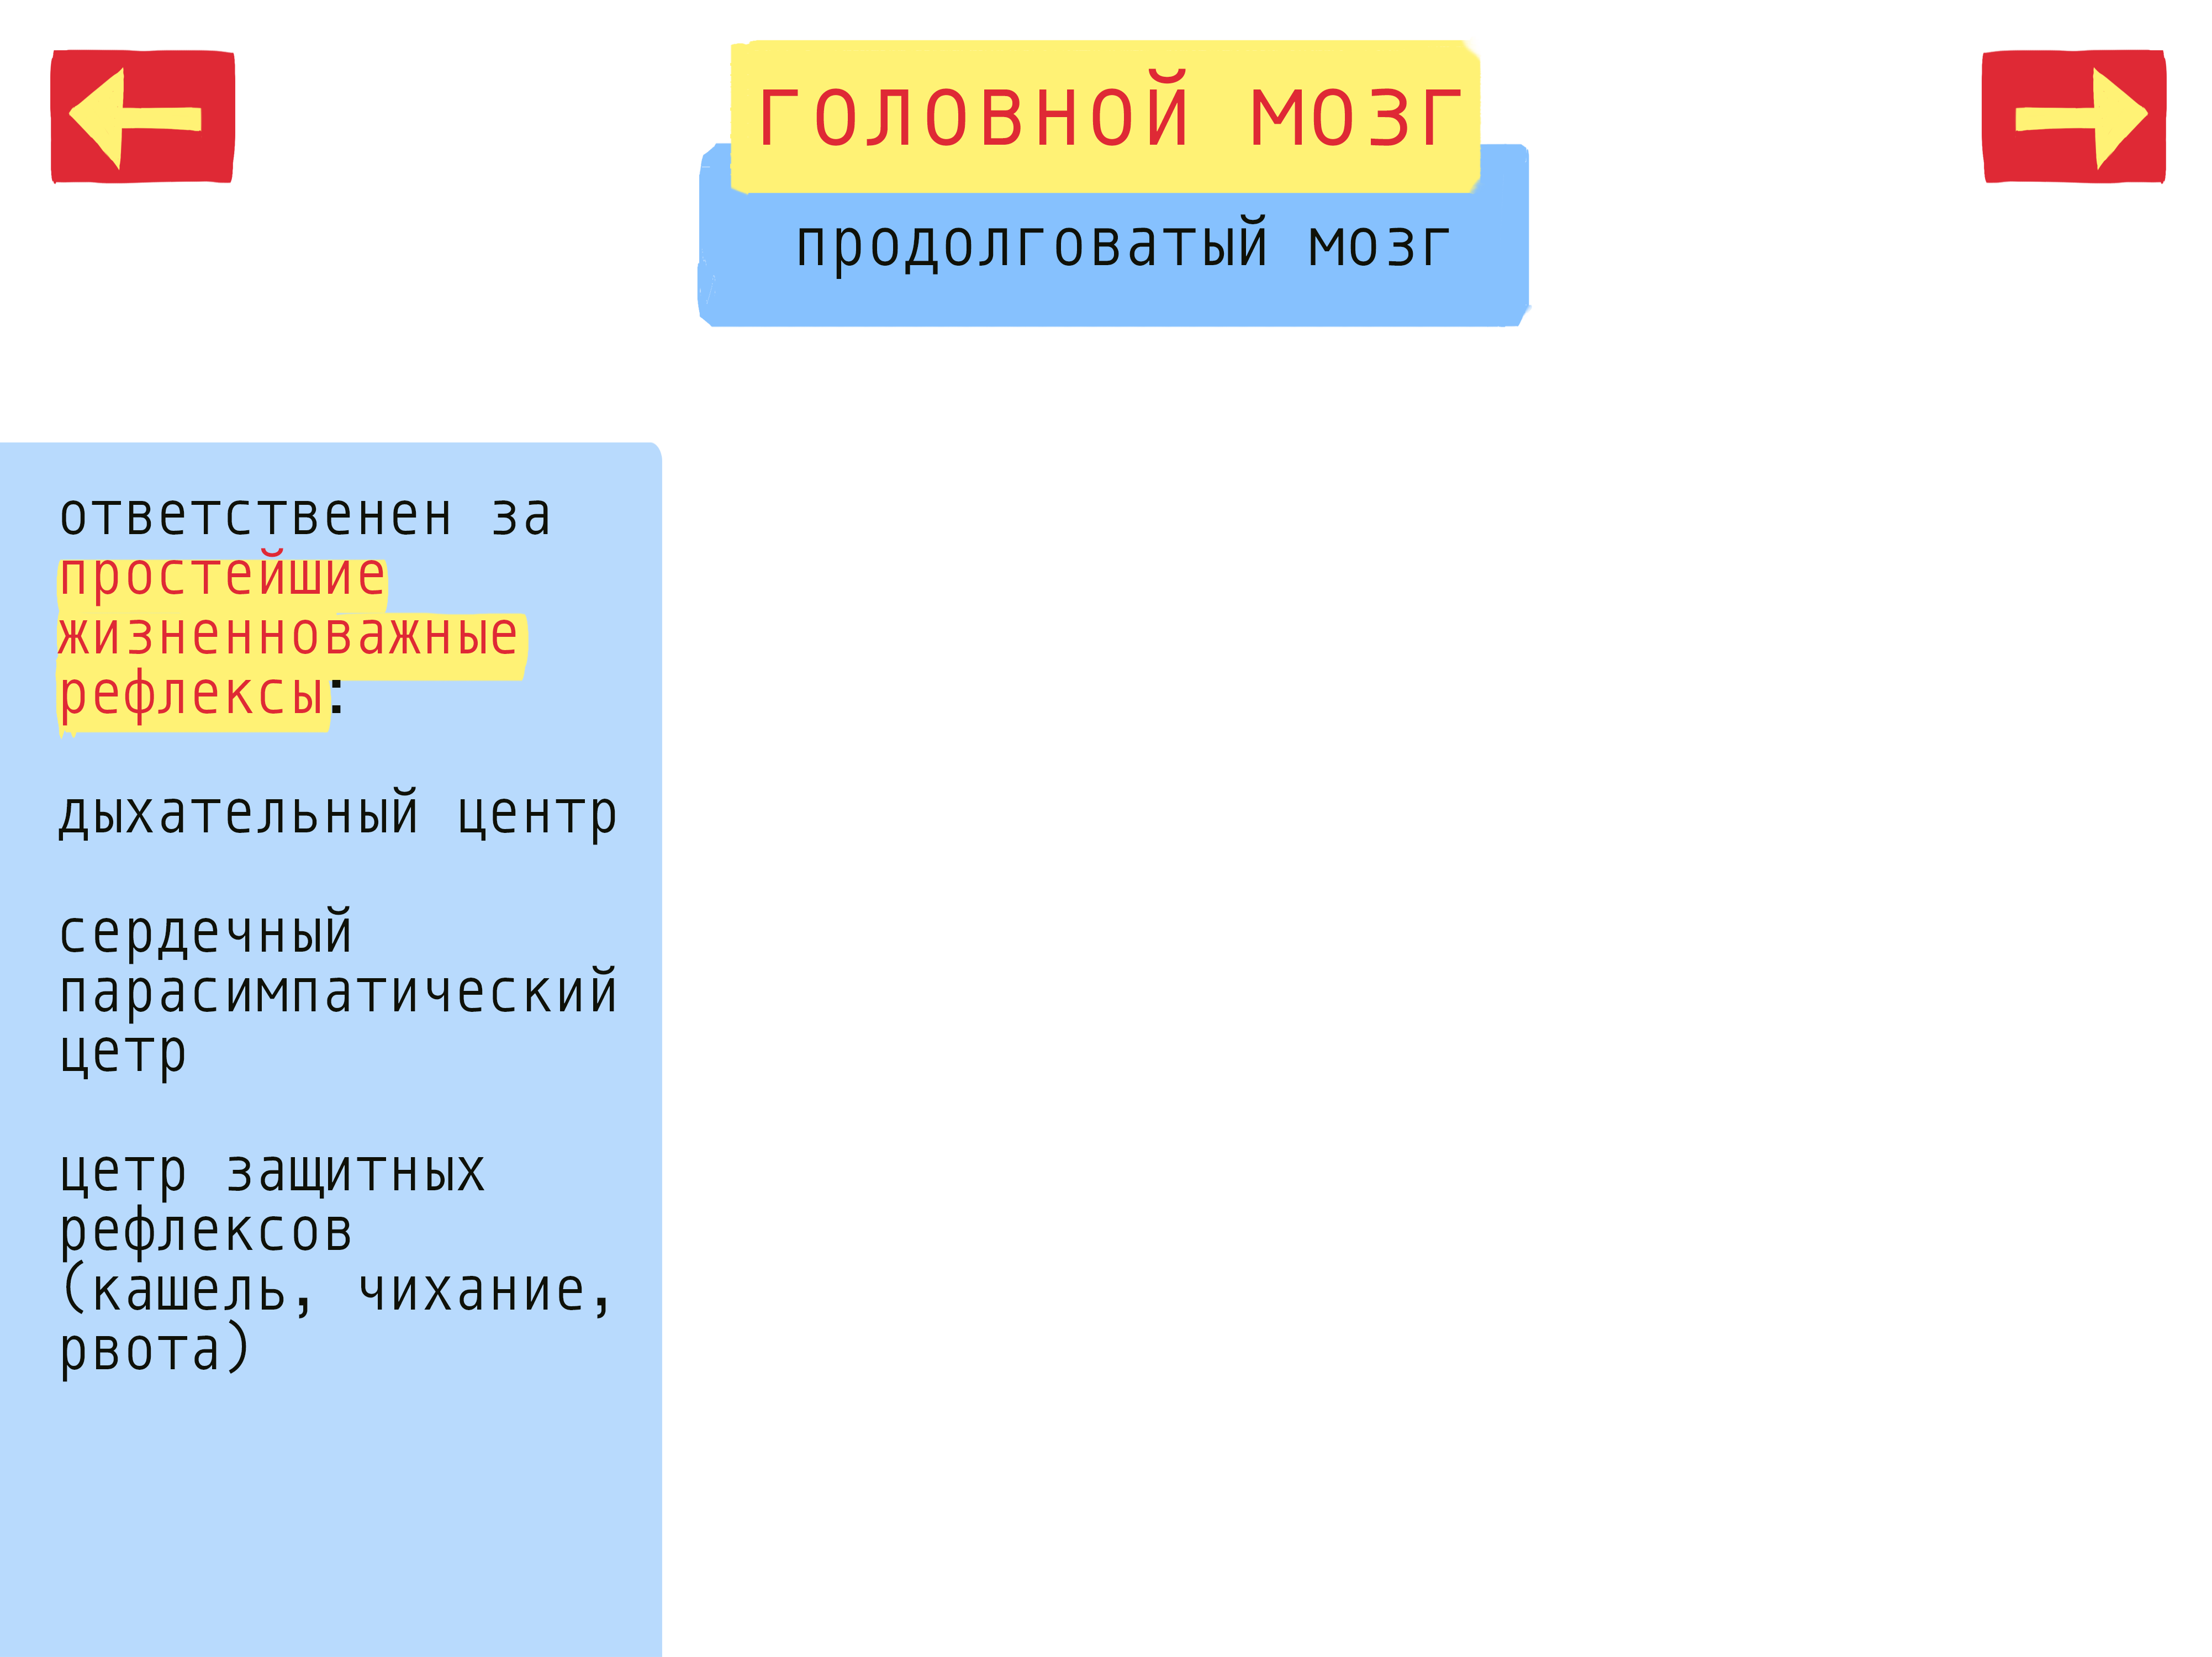 головной мозг
продолговатый мозг
ответственен за
простейшие
жизненноважные
рефлексы:
дыхательный центр
сердечный
парасимпатический
цетр
цетр защитных
рефлексов
(кашель, чихание,
рвота)